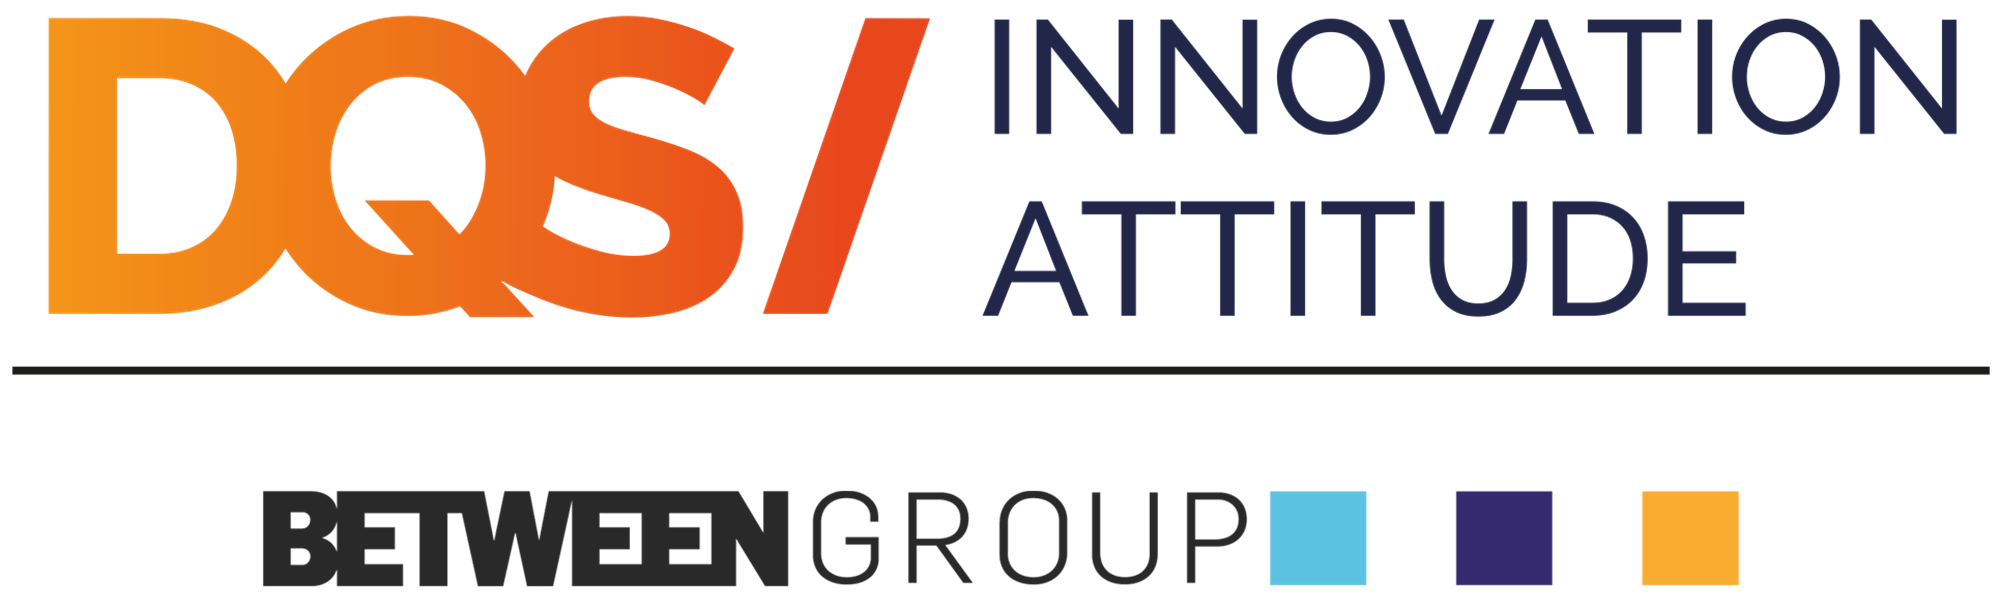 DQS/ INNOVATION
ATTITUDE
BETWEENGROUP